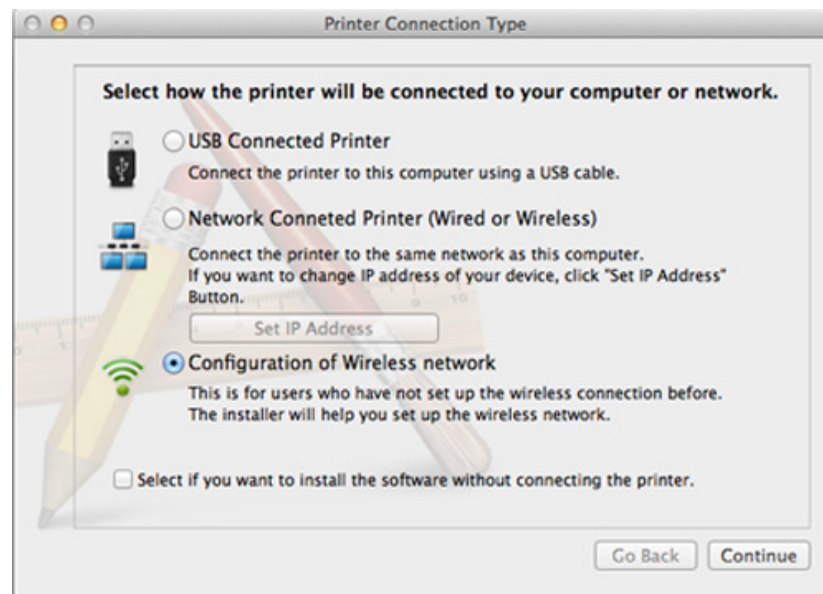 Printer Connection Type
Select how the printer will be connected to your computer or network.
USB Connected Printer
Connect the printer to this computer using a USB cable.
Network Conneted Printer (Wired or Wireless)
Connect the printer to the same network as this computer.
If you want to change IP address of your device, click "Set IP Address"
Button.
Set IP Address
Configuration of Wireless network
This is for users who have not set up the wireless connection before.
The installer will help you set up the wireless network.
Select if you want to install the software without connecting the printer.
Go Back Continue